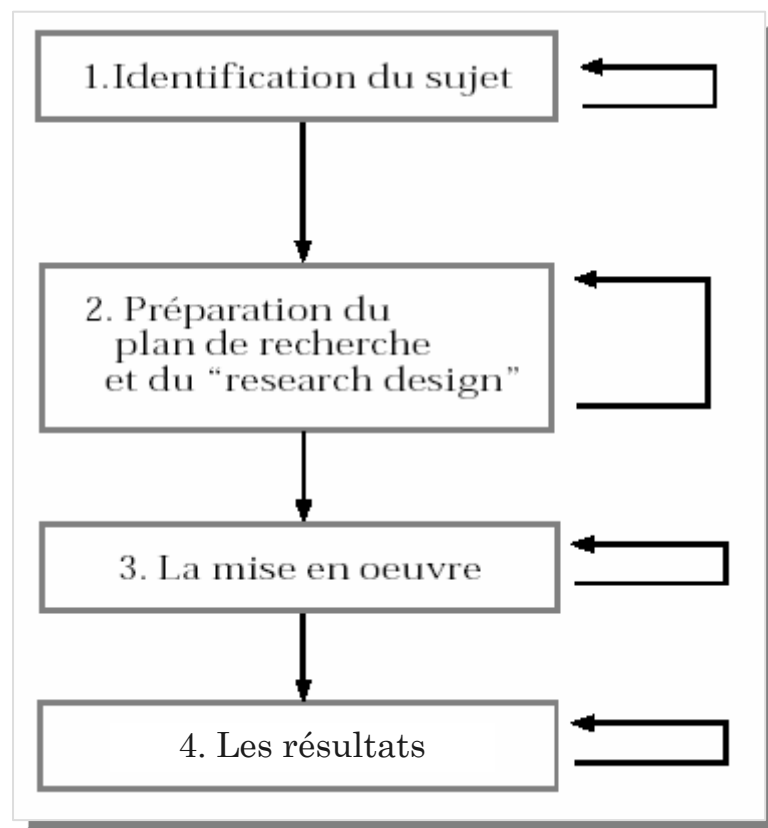 1.Identification du sujet
2. Préparation du
plan de recherche
et du “research design”
3. La mise en oeuvre
4. Les résultats